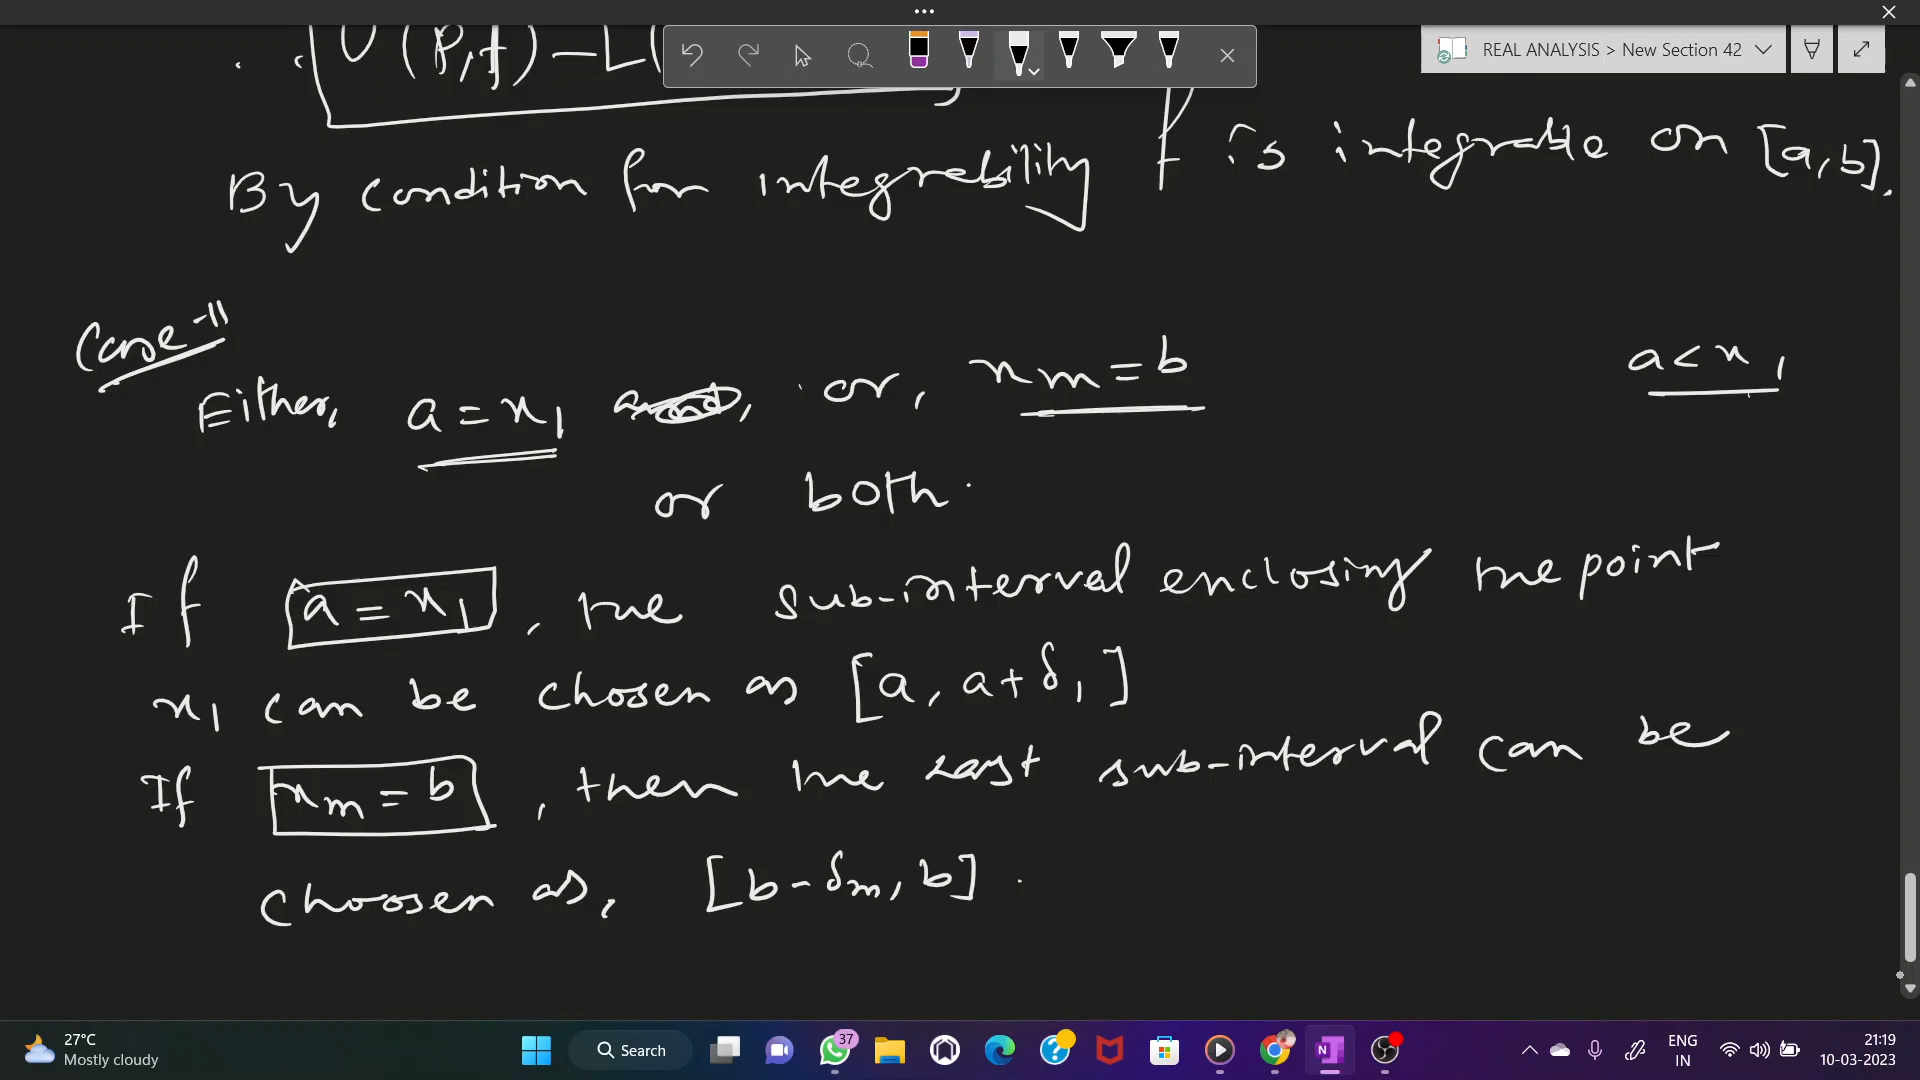 REAL ANALYSIS > New Section 42
U(P,f) – L(
By condition for integrability f is integrable on [a,b].
Case-II
Either, a = x₁ , or, xₘ = b
a < x₁
or both.
If a = x₁ , the sub-interval enclosing the point
x₁ can be chosen as [a, a+δ₁]
If xₘ = b , then the last sub-interval can be
choosen as, [b-δₘ, b] .
27°C
Mostly cloudy
Search
37
ENG
IN
21:19
10-03-2023